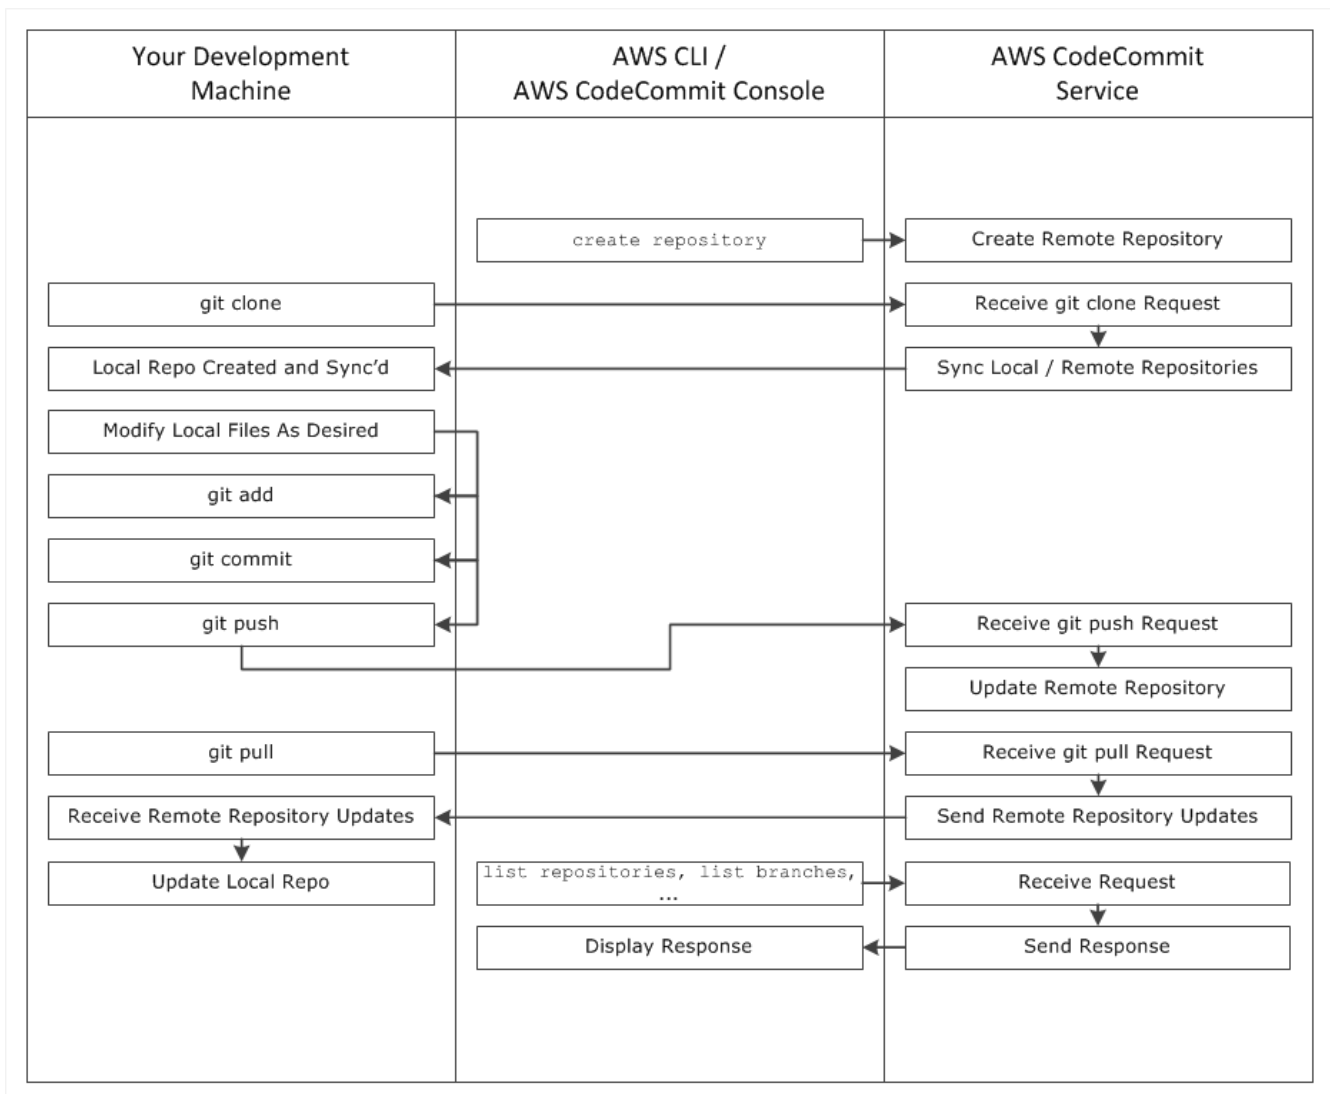 Your Development
Machine
AWS CLI /
AWS CodeCommit Console
AWS CodeCommit
Service
create repository
Create Remote Repository
git clone
Receive git clone Request
Local Repo Created and Sync’d
Sync Local / Remote Repositories
Modify Local Files As Desired
git add
git commit
git push
Receive git push Request
Update Remote Repository
git pull
Receive git pull Request
Receive Remote Repository Updates
Send Remote Repository Updates
Update Local Repo
list repositories, list branches,
...
Receive Request
Display Response
Send Response